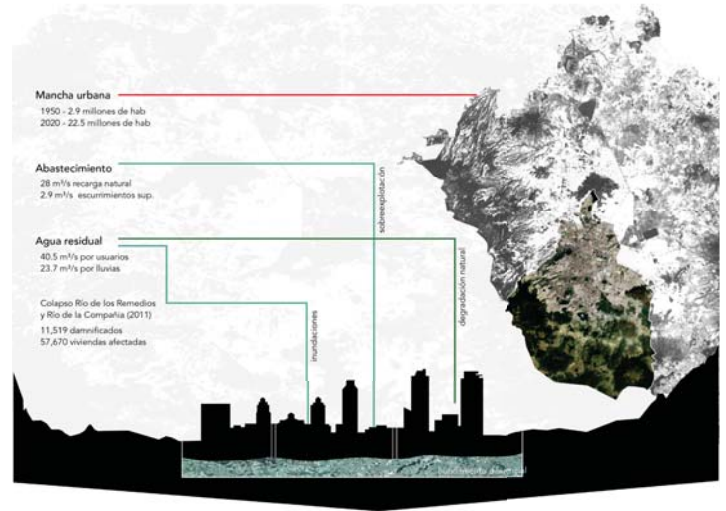 Mancha urbana
1950 - 2.9 millones de hab
2020 - 22.5 millones de hab
Abastecimiento
28 m³/s recarga natural
2.9 m³/s escurrimientos sup.
Agua residual
40.5 m³/s por usuarios
23.7 m³/s por lluvias
Colapso Río de los Remedios
y Río de la Compañia (2011)
11,519 damnificados
57,670 viviendas afectadas
inundaciones
sobreexplotación
degradación natural